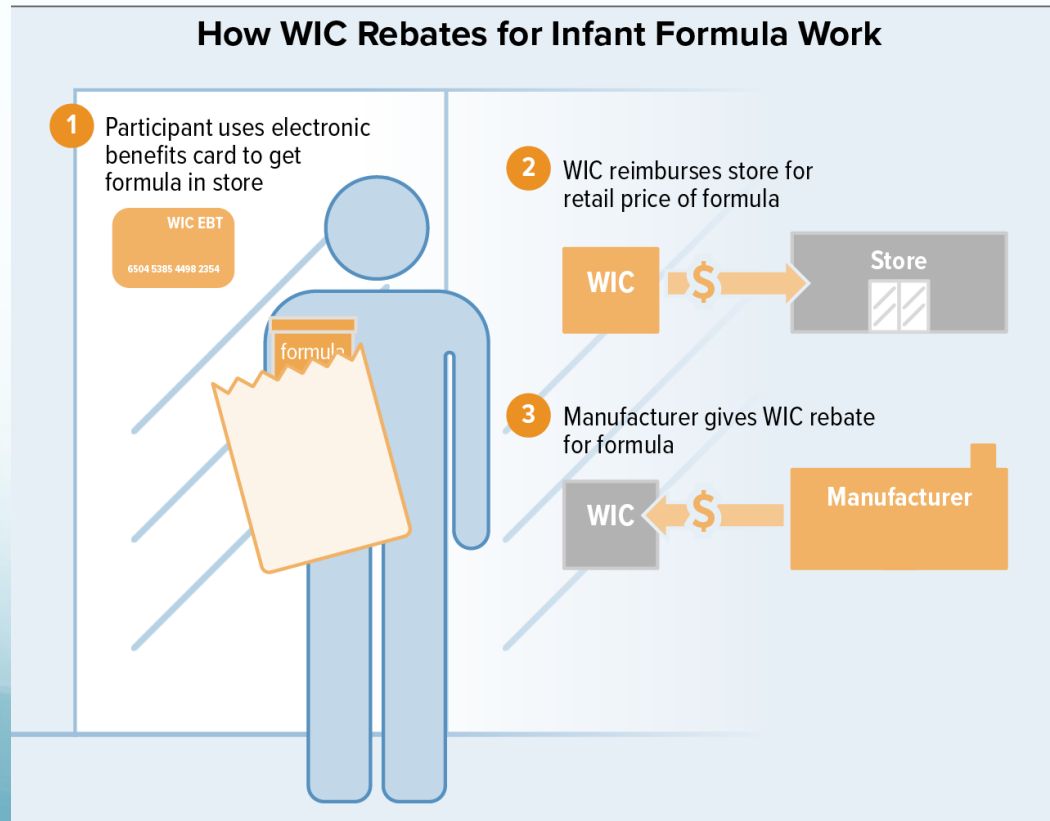 How WIC Rebates for Infant Formula Work
1
Participant uses electronic
benefits card to get
formula in store
WIC EBT
6504 5385 4498 2354
formula
2
WIC reimburses store for
retail price of formula
WIC
$
Store
3
Manufacturer gives WIC rebate
for formula
WIC
$
Manufacturer